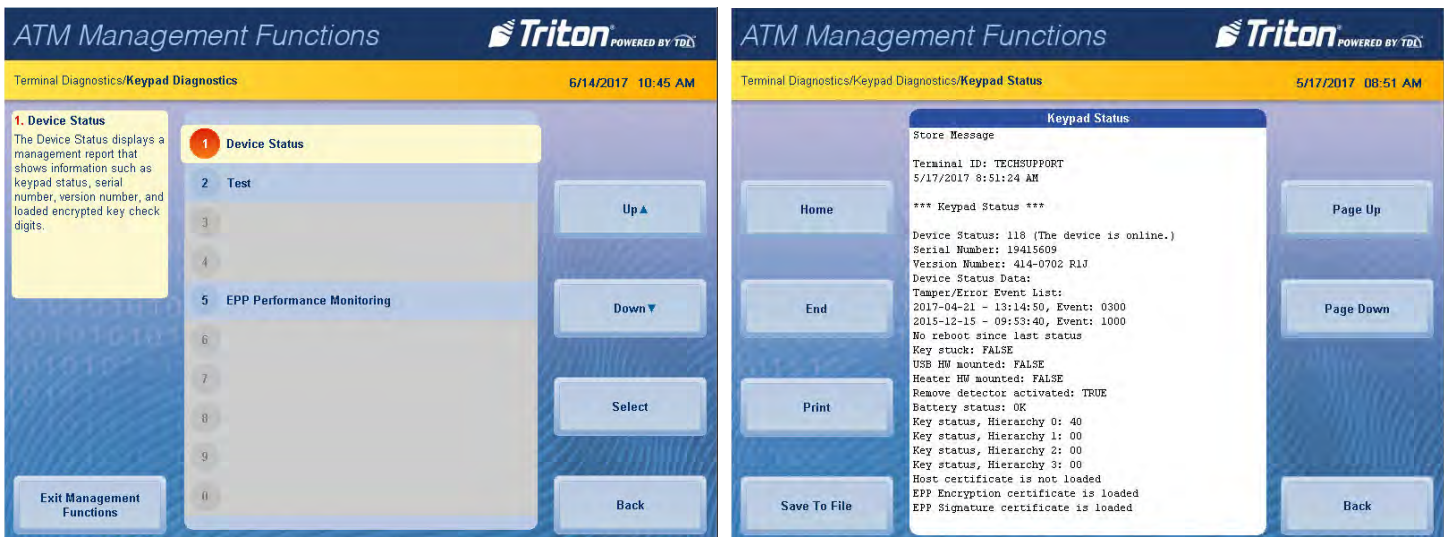 ATM Management Functions
Triton POWERED BY TDL
Terminal Diagnostics/Keypad Diagnostics
6/14/2017 10:45 AM
1. Device Status
The Device Status displays a
management report that
shows information such as
keypad status, serial
number, version number, and
loaded encrypted key check
digits.
1 Device Status
2 Test
3
4
5 EPP Performance Monitoring
6
7
8
9
0
Up
Down
Select
Back
Exit Management
Functions
ATM Management Functions
Triton POWERED BY TDL
Terminal Diagnostics/Keypad Diagnostics/Keypad Status
5/17/2017 08:51 AM
Home
End
Print
Save To File
Keypad Status
Store Message
Terminal ID: TECHSUPPORT
5/17/2017 8:51:24 AM
*** Keypad Status ***
Device Status: 118 (The device is online.)
Serial Number: 19415609
Version Number: 414-0702 R1J
Device Status Data:
Tamper/Error Event List:
2017-04-21 - 13:14:50, Event: 0300
2015-12-15 - 09:53:40, Event: 1000
No reboot since last status
Key stuck: FALSE
USB HW mounted: FALSE
Heater HW mounted: FALSE
Remove detector activated: TRUE
Battery status: OK
Key status, Hierarchy 0: 40
Key status, Hierarchy 1: 00
Key status, Hierarchy 2: 00
Key status, Hierarchy 3: 00
Host certificate is not loaded
EPP Encryption certificate is loaded
EPP Signature certificate is loaded
Page Up
Page Down
Back